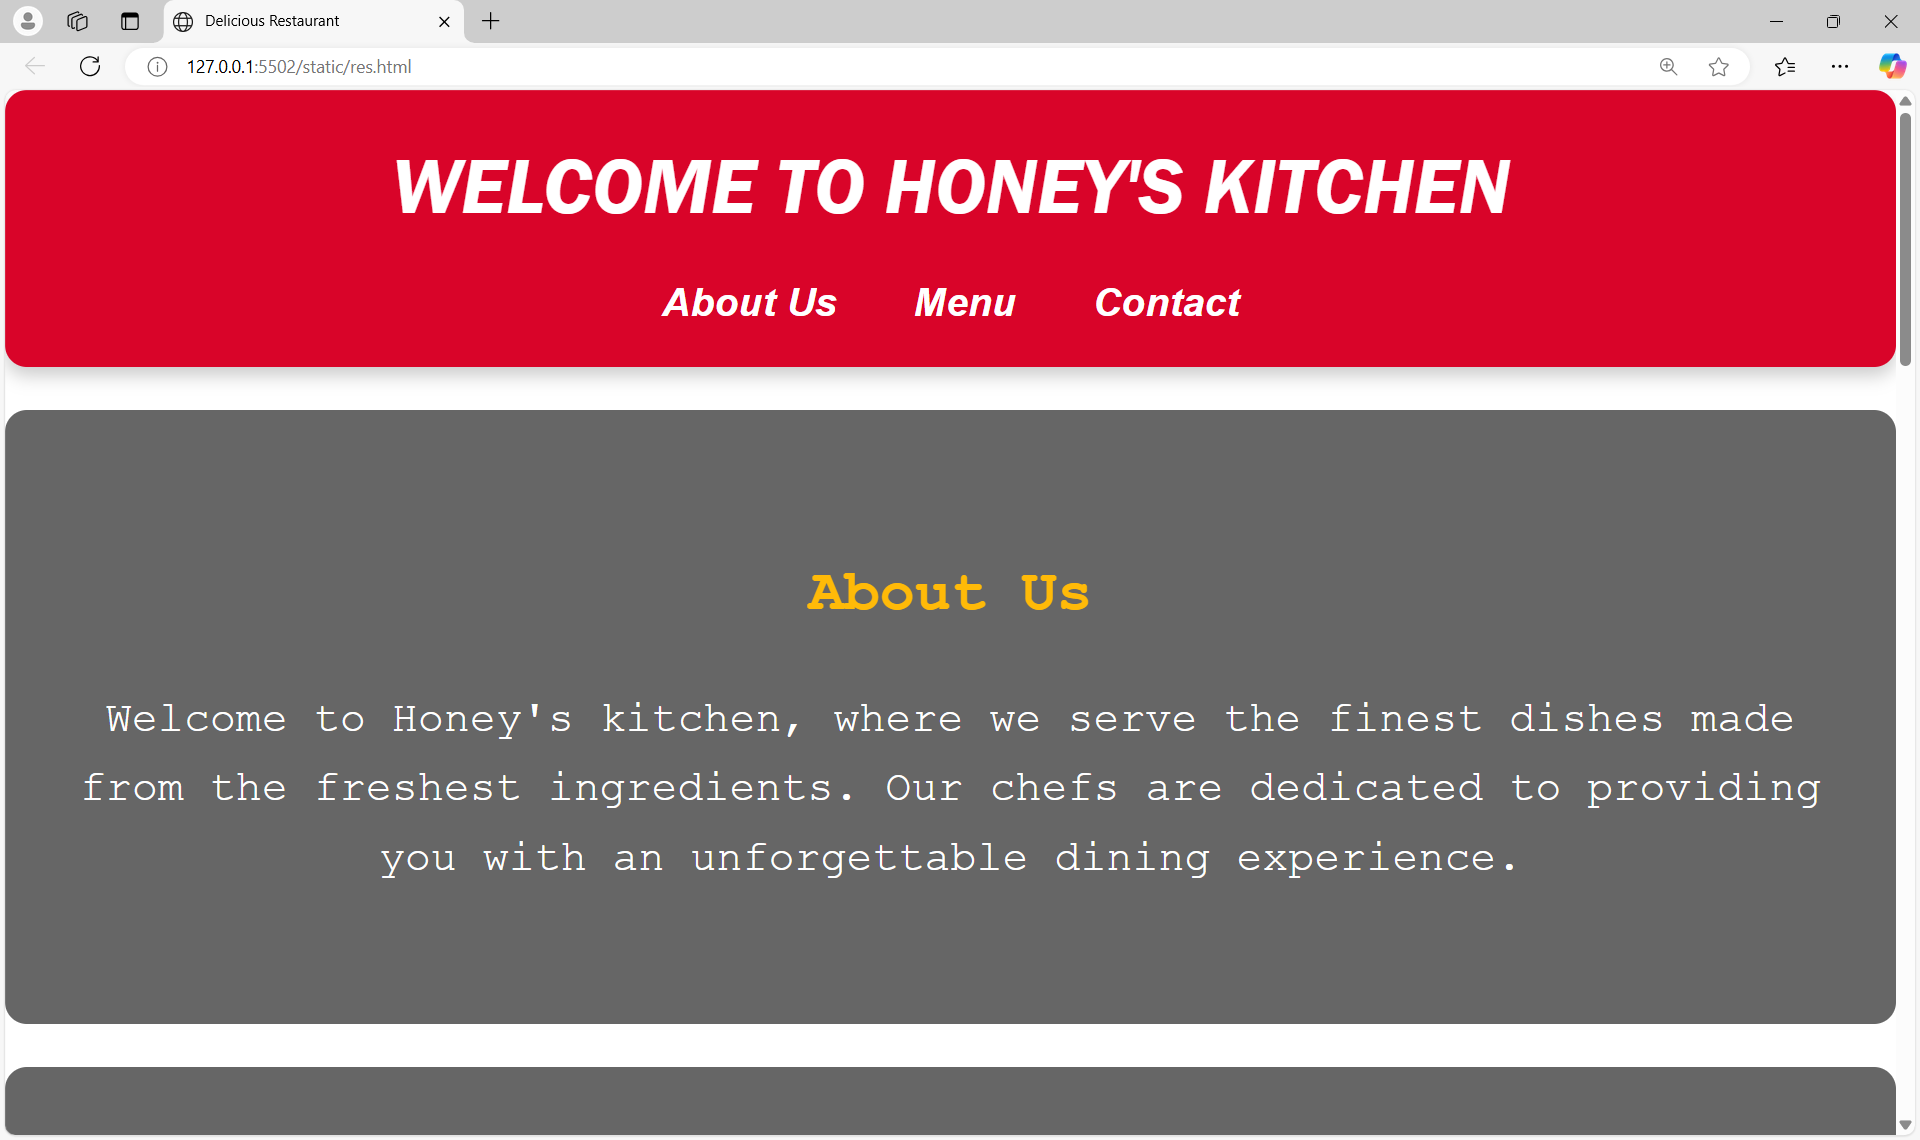 Delicious Restaurant
127.0.0.1:5502/static/res.html
WELCOME TO HONEY'S KITCHEN
About Us Menu Contact
About Us
Welcome to Honey's kitchen, where we serve the finest dishes made
from the freshest ingredients. Our chefs are dedicated to providing
you with an unforgettable dining experience.